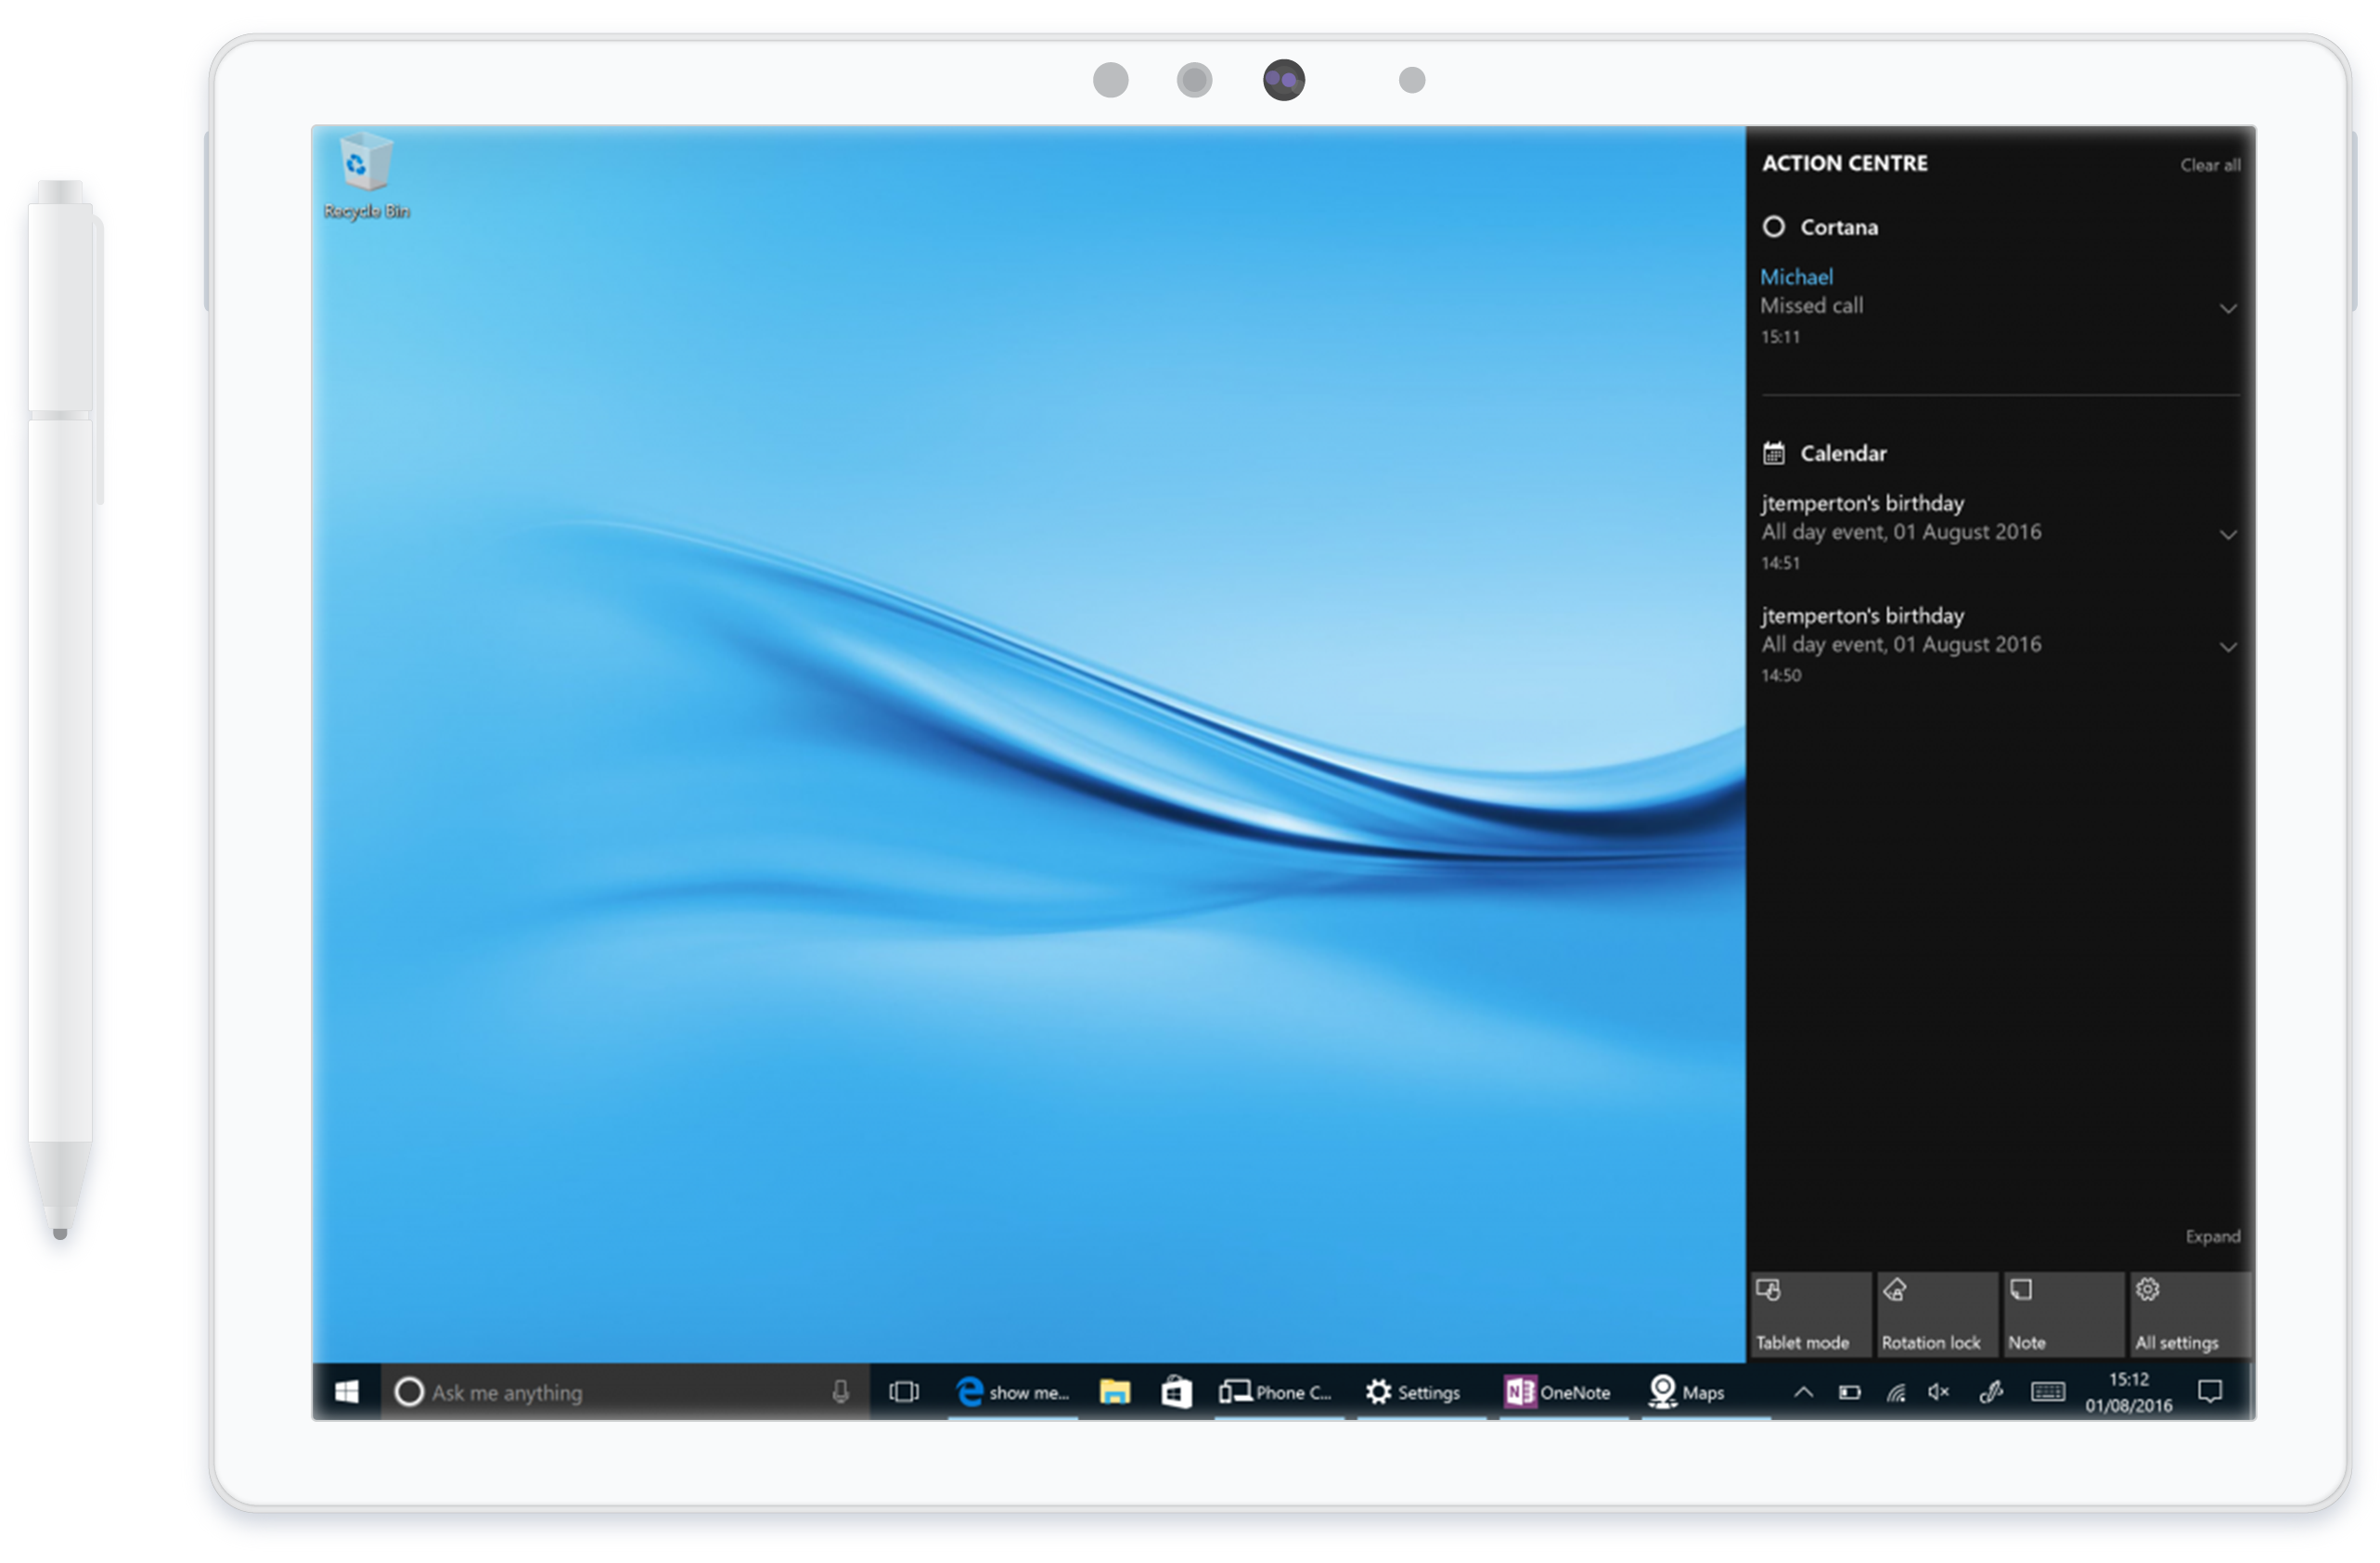 Recycle Bin
ACTION CENTRE
Clear all
Cortana
Michael
Missed call
15:11
Calendar
jtemperton's birthday
All day event, 01 August 2016
14:51
jtemperton's birthday
All day event, 01 August 2016
14:50
Expand
Tablet mode
Rotation lock
Note
All settings
Ask me anything
show me...
Phone C...
Settings
N
OneNote
Maps
15:12
01/08/2016